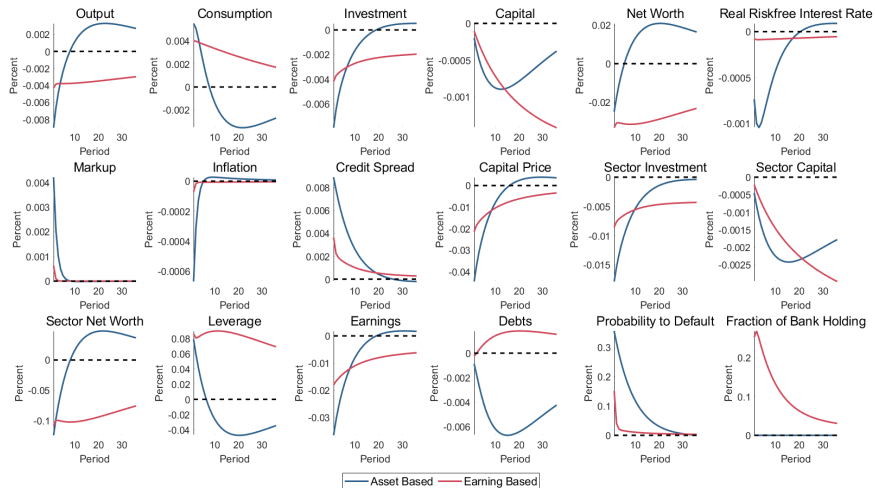 Output
Percent
0.002
0
-0.002
-0.004
-0.006
-0.008
10 20 30
Period
Consumption
Percent
0.004
0.002
0
-0.002
10 20 30
Period
Investment
Percent
0
-0.002
-0.004
-0.006
10 20 30
Period
Capital
Percent
0
-0.0005
-0.001
10 20 30
Period
Net Worth
Percent
0.02
0
-0.02
10 20 30
Period
Real Riskfree Interest Rate
Percent
0
-0.0005
-0.001
10 20 30
Period
Markup
Percent
0.004
0.003
0.002
0.001
0
10 20 30
Period
Inflation
Percent
0
-0.0002
-0.0004
-0.0006
10 20 30
Period
Credit Spread
Percent
0.008
0.006
0.004
0.002
0
10 20 30
Period
Capital Price
Percent
0
-0.01
-0.02
-0.03
-0.04
10 20 30
Period
Sector Investment
Percent
0
-0.005
-0.01
-0.015
10 20 30
Period
Sector Capital
Percent
0
-0.0005
-0.001
-0.0015
-0.002
-0.0025
10 20 30
Period
Sector Net Worth
Percent
0
-0.05
-0.1
10 20 30
Period
Leverage
Percent
0.08
0.06
0.04
0.02
0
-0.02
-0.04
10 20 30
Period
Earnings
Percent
0
-0.01
-0.02
-0.03
10 20 30
Period
Debts
Percent
0
-0.002
-0.004
-0.006
10 20 30
Period
Probability to Default
Percent
0.3
0.2
0.1
0
10 20 30
Period
Fraction of Bank Holding
Percent
0.2
0.1
0
10 20 30
Period
Asset Based Earning Based